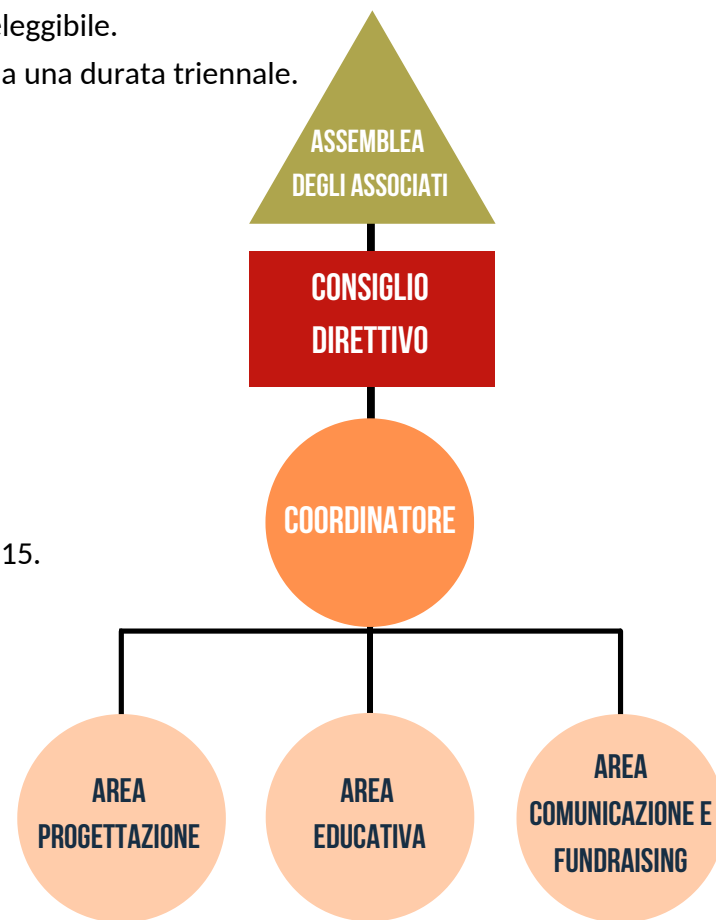 eleggibile.
a una durata triennale.
ASSEMBLEA
DEGLI ASSOCIATI
CONSIGLIO
DIRETTIVO
COORDINATORE
15.
AREA
PROGETTAZIONE
AREA
EDUCATIVA
AREA
COMUNICAZIONE E
FUNDRAISING